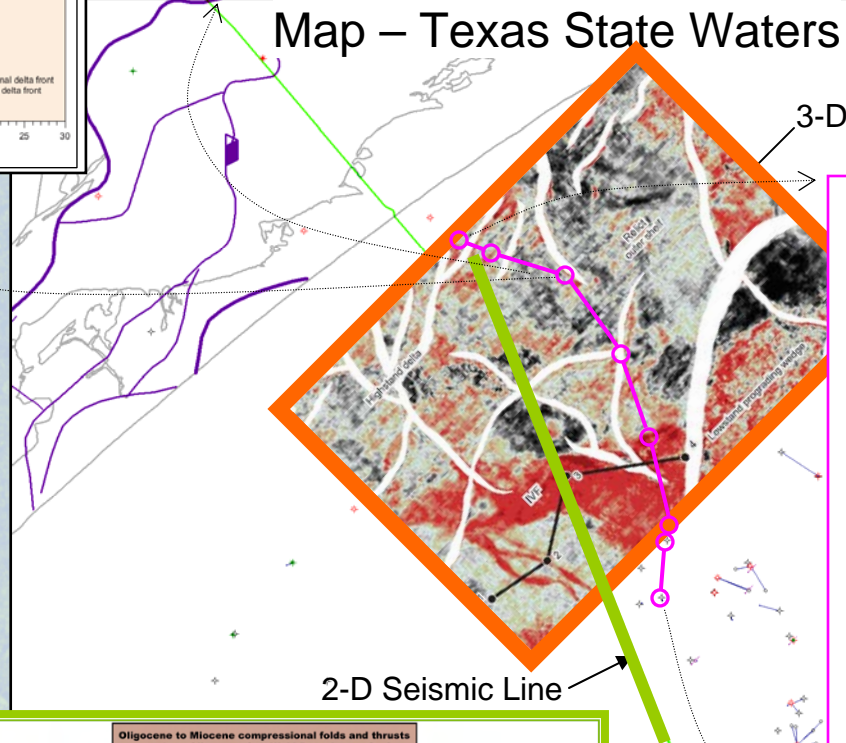 Map – Texas State Waters
nal delta front
delta front
25 30
3-D
Relict
outer shelf
Highstand delta
Lowstand prograding wedge
4
3
IVF
2
2-D Seismic Line
Oligocene to Miocene compressional folds and thrusts